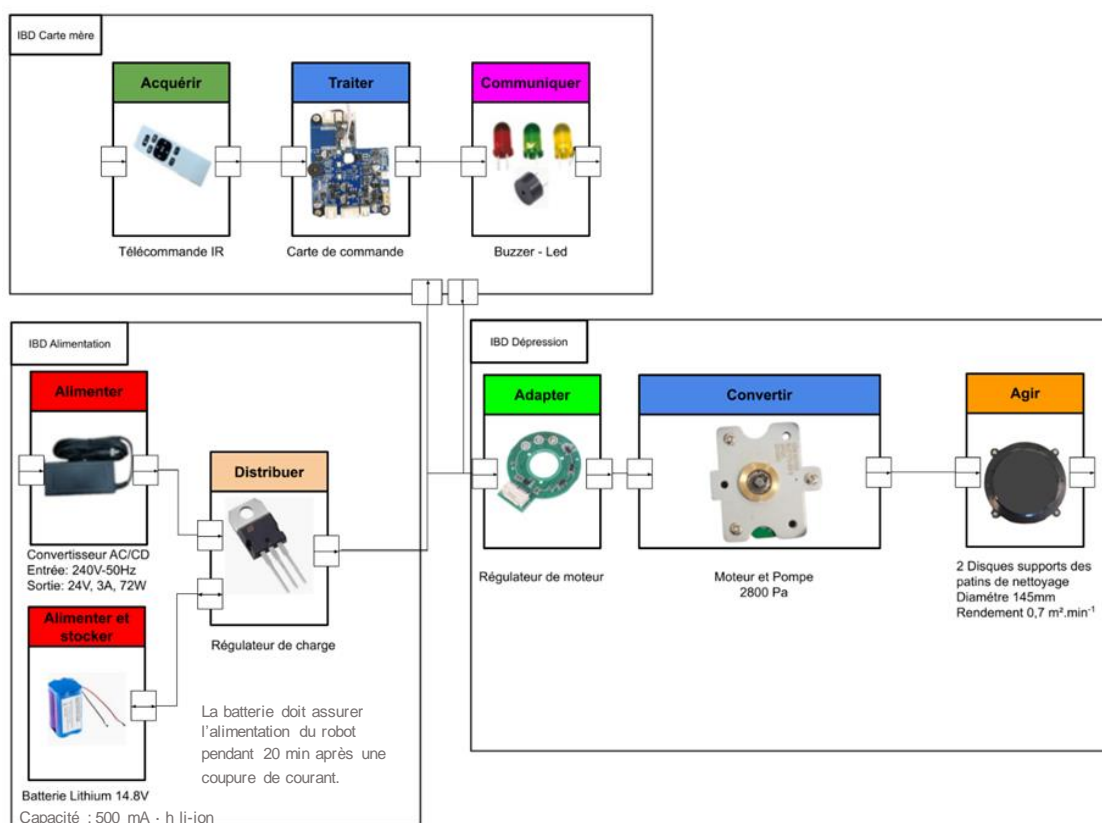 IBD Carte mère
Acquérir
Traiter
Communiquer
Télécommande IR
Carte de commande
Buzzer - Led
IBD Alimentation
Alimenter
Convertisseur AC/CD
Entrée: 240V-50Hz
Sortie: 24V, 3A, 72W
Distribuer
Régulateur de charge
Alimenter et
stocker
Batterie Lithium 14.8V
Capacité : 500 mA · h li-ion
La batterie doit assurer
l'alimentation du robot
pendant 20 min après une
coupure de courant.
IBD Dépression
Adapter
Convertir
Agir
Régulateur de moteur
Moteur et Pompe
2800 Pa
2 Disques supports des
patins de nettoyage
Diamétre 145mm
Rendement 0,7 m².min⁻¹